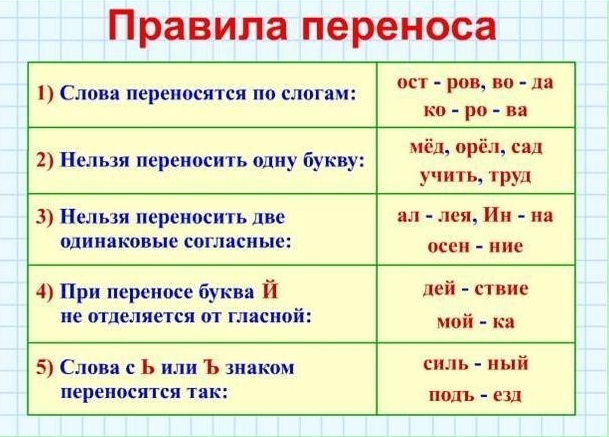 Правила переноса
1) Слова переносятся по слогам:
ост - ров, во - да
ко - ро - ва
2) Нельзя переносить одну букву:
мёд, орёл, сад
учить, труд
3) Нельзя переносить две
одинаковые согласные:
ал - лея, Ин - на
осен - ние
4) При переносе буква Й
не отделяется от гласной:
дей - ствие
мой - ка
5) Слова с Ь или Ъ знаком
переносятся так:
силь - ный
подъ - езд